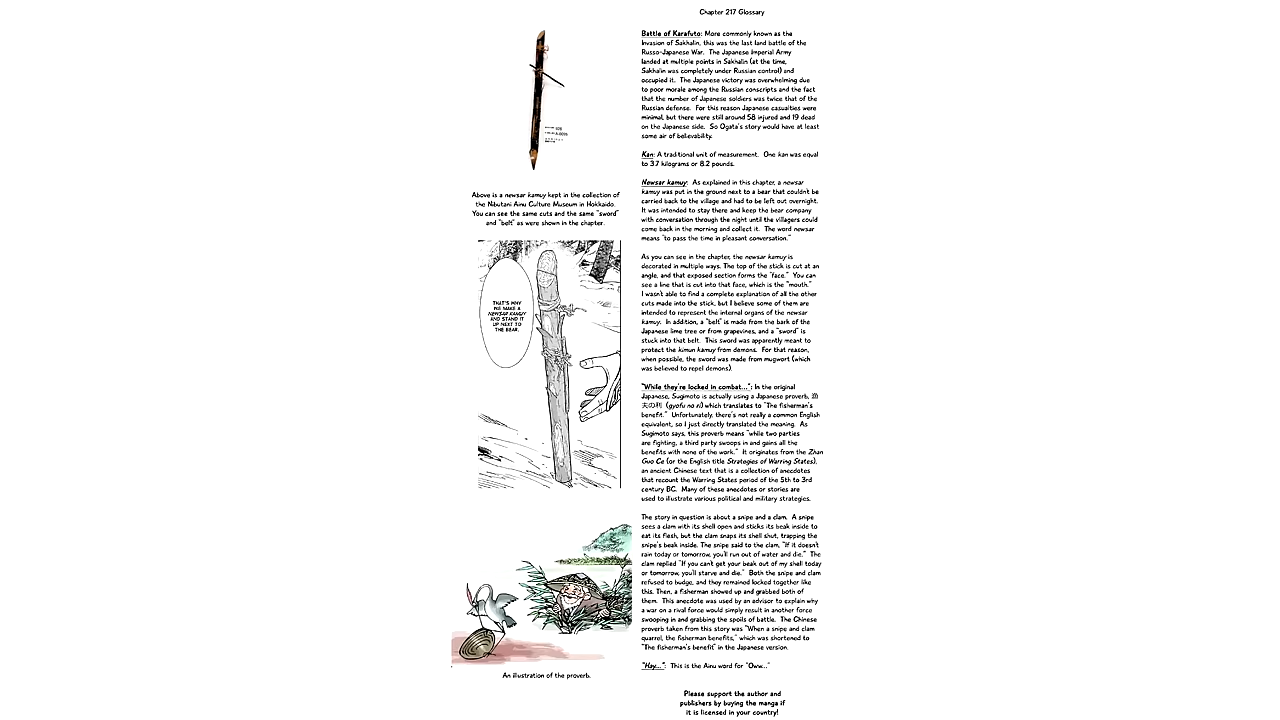 Chapter 217 Glossary
Battle of Karafuto: More commonly known as the
Invasion of Sakhalin, this was the last land battle of the
Russo-Japanese War. The Japanese Imperial Army
landed at multiple points in Sakhalin (at the time,
Sakhalin was completely under Russian control) and
occupied it. The Japanese victory was overwhelming due
to poor morale among the Russian conscripts and the fact
that the number of Japanese soldiers was twice that of the
Russian defense. For this reason Japanese casualties were
minimal, but there were still around 58 injured and 19 dead
on the Japanese side. So Ogata's story would have at least
some air of believability.
Kan: A traditional unit of measurement. One kan was equal
to 3.7 kilograms or 8.2 pounds.
Newsar kamuy: As explained in this chapter, a newsar
kamuy was put in the ground next to a bear that couldn't be
carried back to the village and had to be left out overnight.
It was intended to stay there and keep the bear company
with conversation through the night until the villagers could
come back in the morning and collect it. The word newsar
means "to pass the time in pleasant conversation."
As you can see in the chapter, the newsar kamuy is
decorated in multiple ways. The top of the stick is cut at an
angle, and that exposed section forms the "face." You can
see a line that is cut into that face, which is the "mouth."
I wasn't able to find a complete explanation of all the other
cuts made into the stick, but I believe some of them are
intended to represent the internal organs of the newsar
kamuy. In addition, a "belt" is made from the bark of the
Japanese lime tree or from grapevines, and a "sword" is
stuck into that belt. This sword was apparently meant to
protect the kimun kamuy from demons. For that reason,
when possible, the sword was made from mugwort (which
was believed to repel demons).
"While they're locked in combat...": In the original
Japanese, Sugimoto is actually using a Japanese proverb, 漁
夫の利 (gyofu no ri) which translates to "The fisherman's
benefit." Unfortunately, there's not really a common English
equivalent, so I just directly translated the meaning. As
Sugimoto says, this proverb means "while two parties
are fighting, a third party swoops in and gains all the
benefits with none of the work." It originates from the Zhan
Guo Ce (or the English title Strategies of Warring States),
an ancient Chinese text that is a collection of anecdotes
that recount the Warring States period of the 5th to 3rd
century BC. Many of these anecdotes or stories are
used to illustrate various political and military strategies.
The story in question is about a snipe and a clam. A snipe
sees a clam with its shell open and sticks its beak inside to
eat its flesh, but the clam snaps its shell shut, trapping the
snipe's beak inside. The snipe said to the clam, "If it doesn't
rain today or tomorrow, you'll run out of water and die." The
clam replied "If you can't get your beak out of my shell today
or tomorrow, you'll starve and die." Both the snipe and clam
refused to budge, and they remained locked together like
this. Then, a fisherman showed up and grabbed both of
them. This anecdote was used by an advisor to explain why
a war on a rival force would simply result in another force
swooping in and grabbing the spoils of battle. The Chinese
proverb taken from this story was "When a snipe and clam
quarrel, the fisherman benefits," which was shortened to
"The fisherman's benefit" in the Japanese version.
"Hay...": This is the Ainu word for "Oww..."
Please support the author and
publishers by buying the manga if
it is licensed in your country!
Above is a newsar kamuy kept in the collection of
the Nibutani Ainu Culture Museum in Hokkaido.
You can see the same cuts and the same "sword"
and "belt" as were shown in the chapter.
THAT'S WHY
WE MAKE A
NEWSAR KAMUY
AND STAND IT
UP NEXT TO
THE BEAR.
An illustration of the proverb.